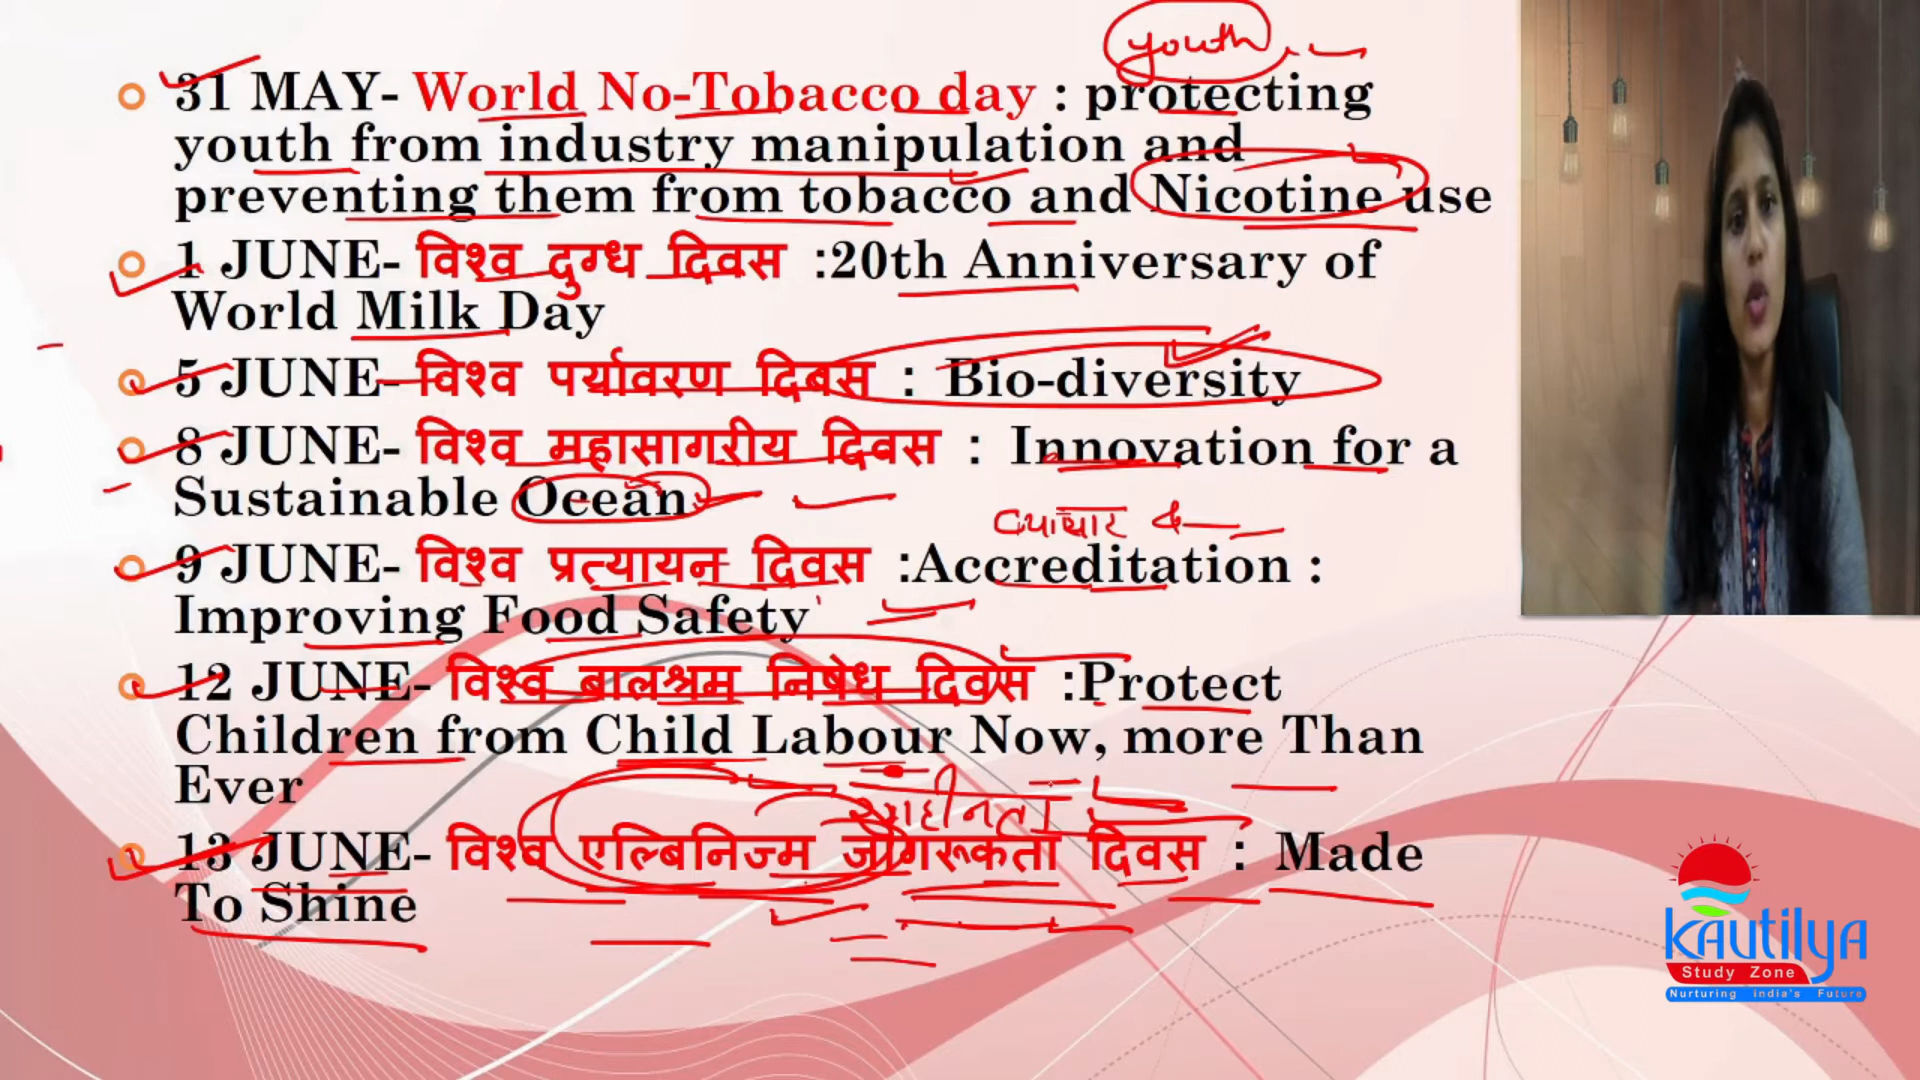 youth
31 MAY- World No-Tobacco day : protecting
youth from industry manipulation and
preventing them from tobacco and Nicotine use
1 JUNE- विश्व दुग्ध दिवस :20th Anniversary of
World Milk Day
5 JUNE- विश्व पर्यावरण दिवस : Bio-diversity
8 JUNE- विश्व महासागरीय दिवस : Innovation for a
Sustainable Ocean
9 JUNE- विश्व प्रत्यायन दिवस :Accreditation :
Improving Food Safety
12 JUNE- विश्व बालश्रम निषेध दिवस :Protect
Children from Child Labour Now, more Than
Ever
13 JUNE- विश्व एल्बिनिज्म जागरूकता दिवस : Made
To Shine
Kautilya
Study Zone
Nurturing India's Future